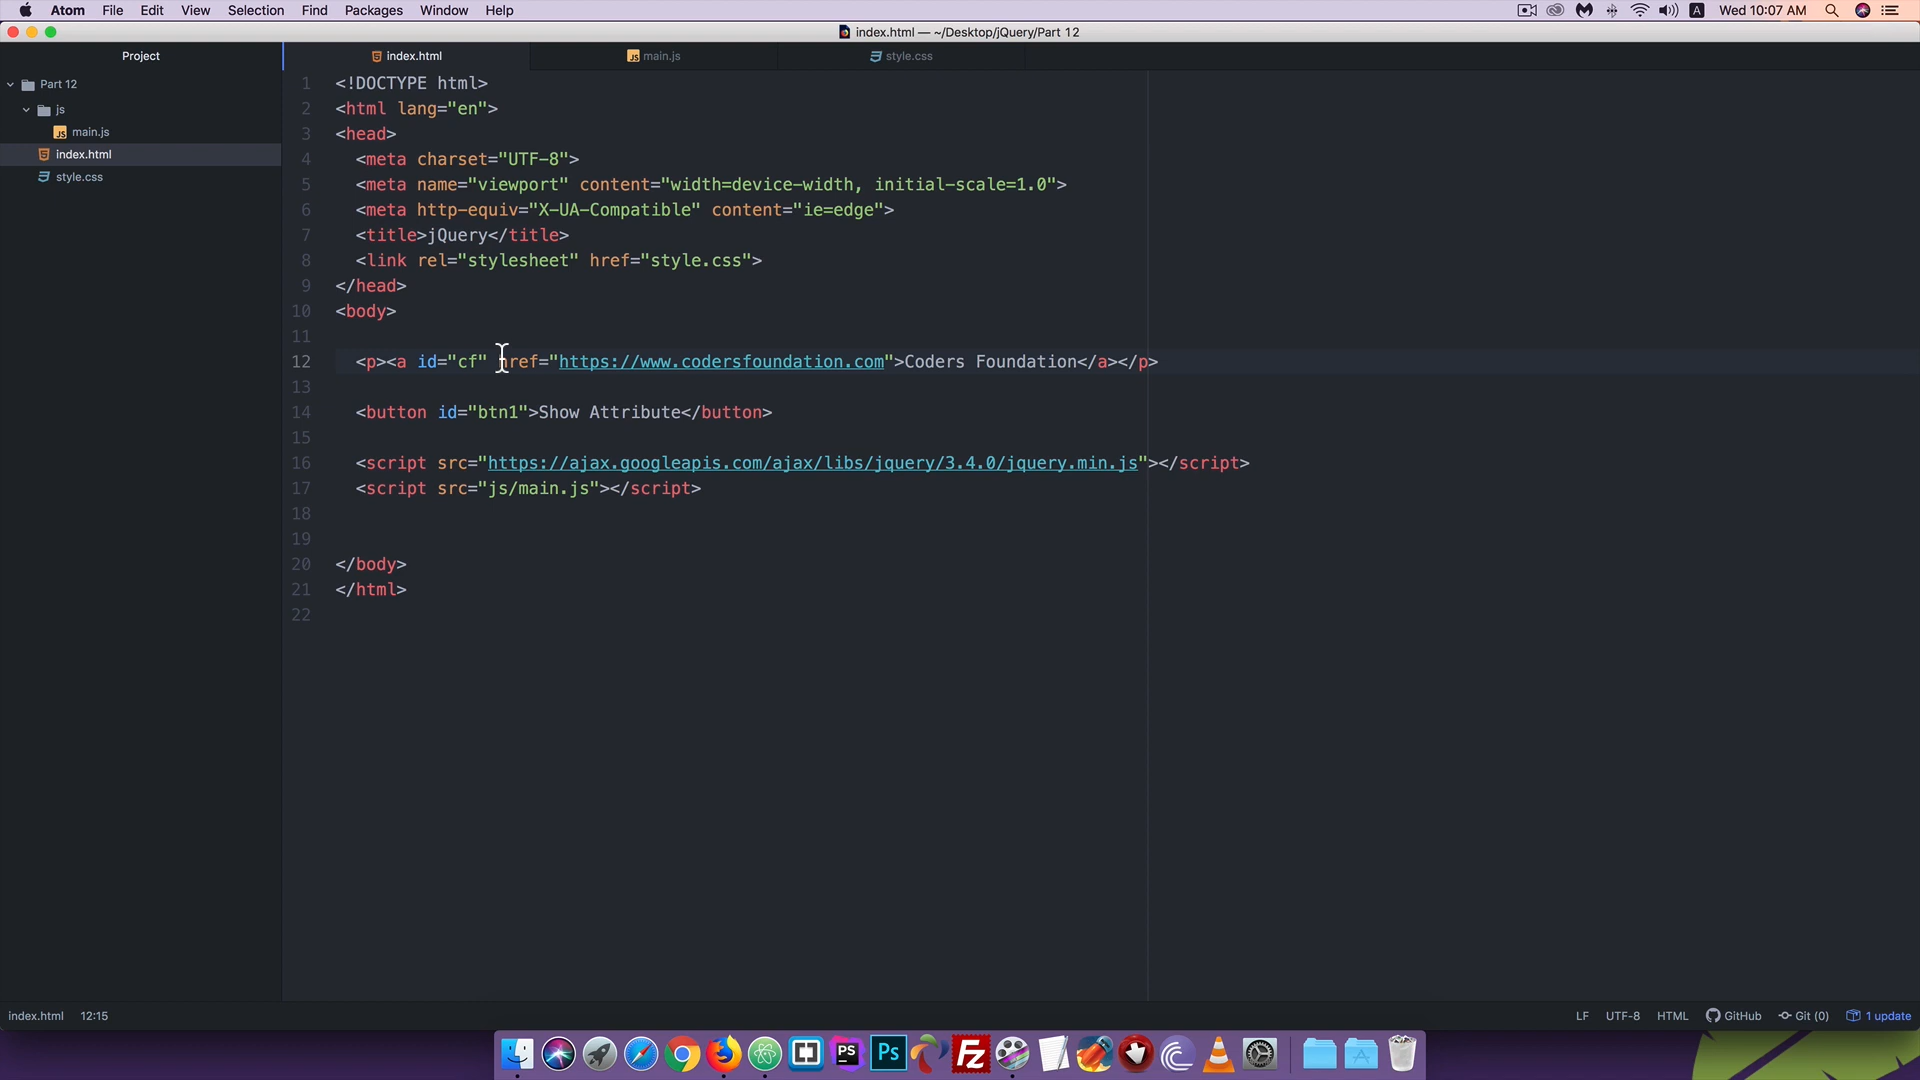 Atom File Edit View Selection Find Packages Window Help
A Wed 10:07 AM
index.html — ~/Desktop/jQuery/Part 12
Project
index.html
main.js
style.css
Part 12
js
main.js
index.html
style.css
1 <!DOCTYPE html>
2 <html lang="en">
3 <head>
4 <meta charset="UTF-8">
5 <meta name="viewport" content="width=device-width, initial-scale=1.0">
6 <meta http-equiv="X-UA-Compatible" content="ie=edge">
7 <title>jQuery</title>
8 <link rel="stylesheet" href="style.css">
9 </head>
10 <body>
11
12 <p><a id="cf" href="https://www.codersfoundation.com">Coders Foundation</a></p>
13
14 <button id="btn1">Show Attribute</button>
15
16 <script src="https://ajax.googleapis.com/ajax/libs/jquery/3.4.0/jquery.min.js"></script>
17 <script src="js/main.js"></script>
18
19
20 </body>
21 </html>
22
index.html 12:15
LF UTF-8 HTML GitHub Git (0) 1 update
PS Ps FZ